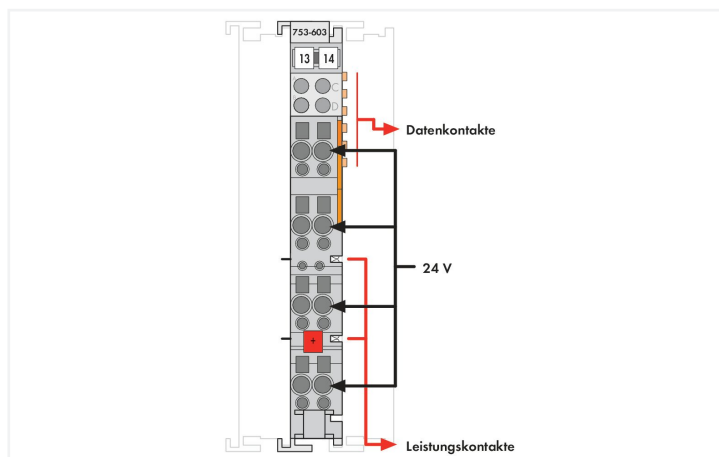 753-603
13 14
C
D
Datenkontakte
24 V
+
Leistungskontakte